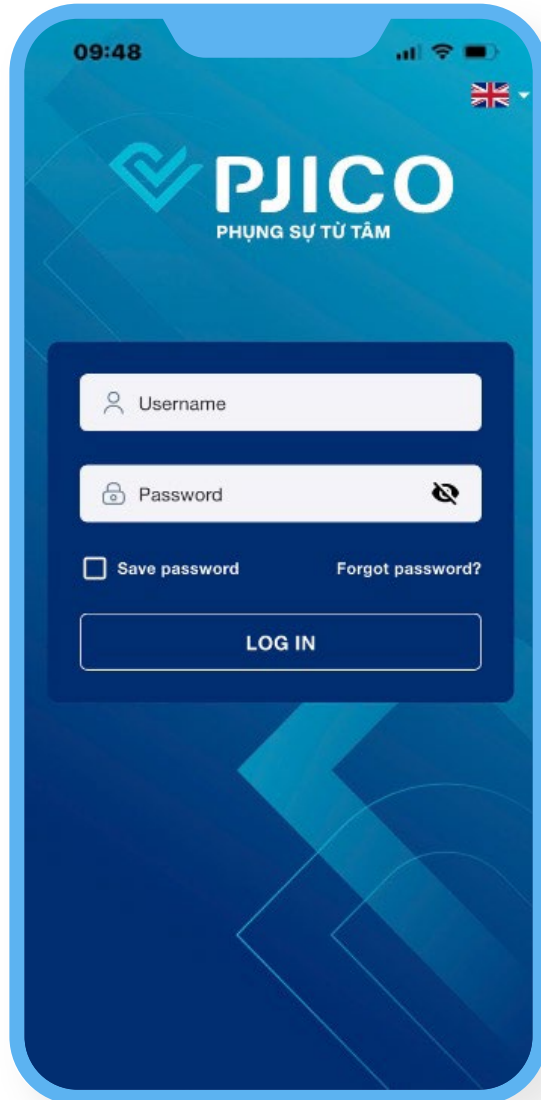 09:48
PJICO
PHỤNG SỰ TỪ TÂM
Username
Password
Save password
Forgot password?
LOG IN